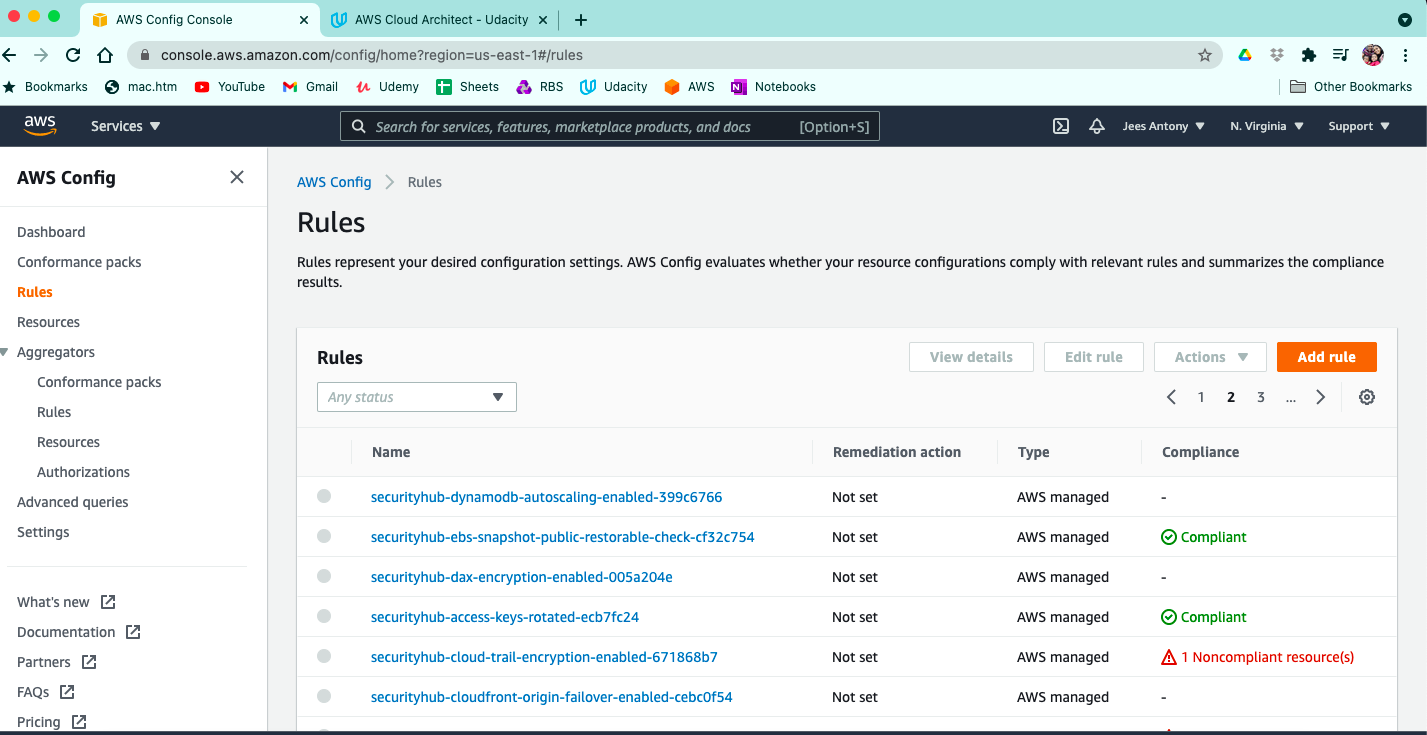 AWS Config Console
AWS Cloud Architect - Udacity
console.aws.amazon.com/config/home?region=us-east-1#/rules
Bookmarks mac.htm YouTube Gmail Udemy Sheets RBS Udacity AWS Notebooks Other Bookmarks
aws Services Search for services, features, marketplace products, and docs [Option+S] Jees Antony N. Virginia Support
AWS Config
Dashboard
Conformance packs
Rules
Resources
Aggregators
Conformance packs
Rules
Resources
Authorizations
Advanced queries
Settings
What's new
Documentation
Partners
FAQs
Pricing
AWS Config Rules
Rules
Rules represent your desired configuration settings. AWS Config evaluates whether your resource configurations comply with relevant rules and summarizes the compliance
results.
Rules View details Edit rule Actions Add rule
Any status 1 2 3 ...
Name Remediation action Type Compliance
securityhub-dynamodb-autoscaling-enabled-399c6766 Not set AWS managed -
securityhub-ebs-snapshot-public-restorable-check-cf32c754 Not set AWS managed Compliant
securityhub-dax-encryption-enabled-005a204e Not set AWS managed -
securityhub-access-keys-rotated-ecb7fc24 Not set AWS managed Compliant
securityhub-cloud-trail-encryption-enabled-671868b7 Not set AWS managed 1 Noncompliant resource(s)
securityhub-cloudfront-origin-failover-enabled-cebc0f54 Not set AWS managed -